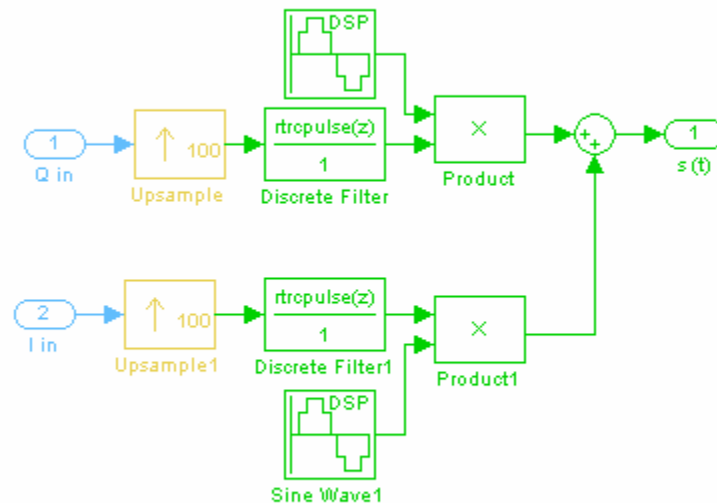 DSP
1
Q in
↑ 100
Upsample
rtrcpulse(z)
1
Discrete Filter
×
Product
+
+
1
s (t)
2
I in
↑ 100
Upsample1
rtrcpulse(z)
1
Discrete Filter1
×
Product1
DSP
Sine Wave1